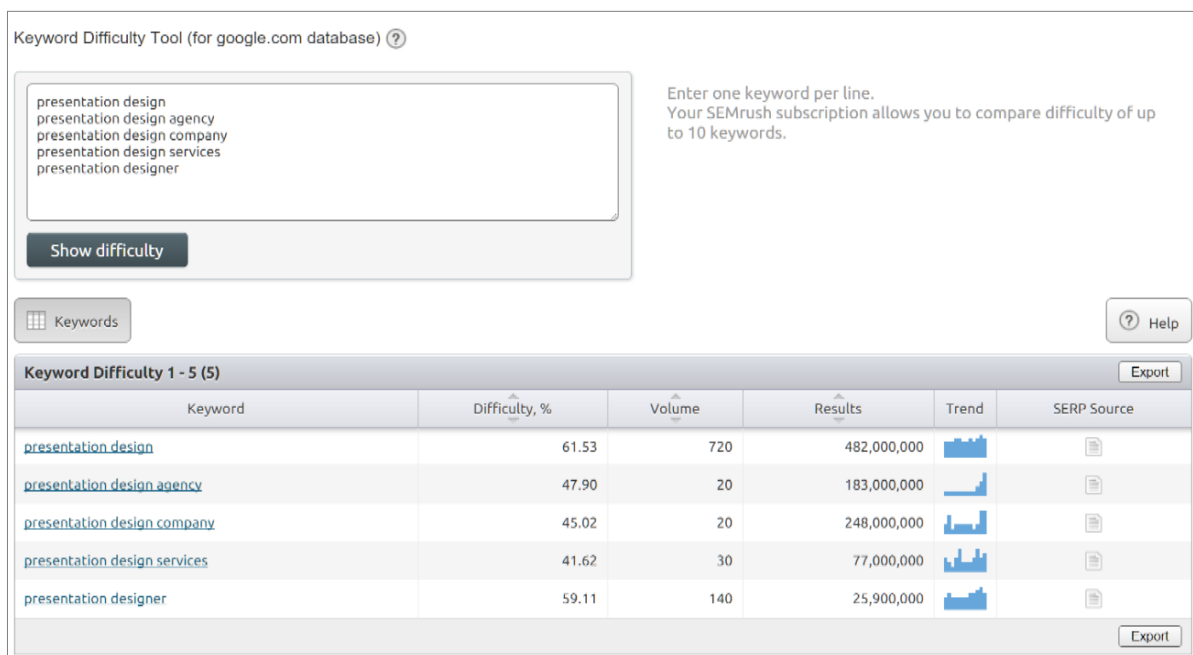 Keyword Difficulty Tool (for google.com database) ?
presentation design
presentation design agency
presentation design company
presentation design services
presentation designer
Enter one keyword per line.
Your SEMrush subscription allows you to compare difficulty of up
to 10 keywords.
Show difficulty
Keywords
? Help
Keyword Difficulty 1 - 5 (5) Export
Keyword Difficulty, % Volume Results Trend SERP Source
presentation design 61.53 720 482,000,000
presentation design agency 47.90 20 183,000,000
presentation design company 45.02 20 248,000,000
presentation design services 41.62 30 77,000,000
presentation designer 59.11 140 25,900,000
Export